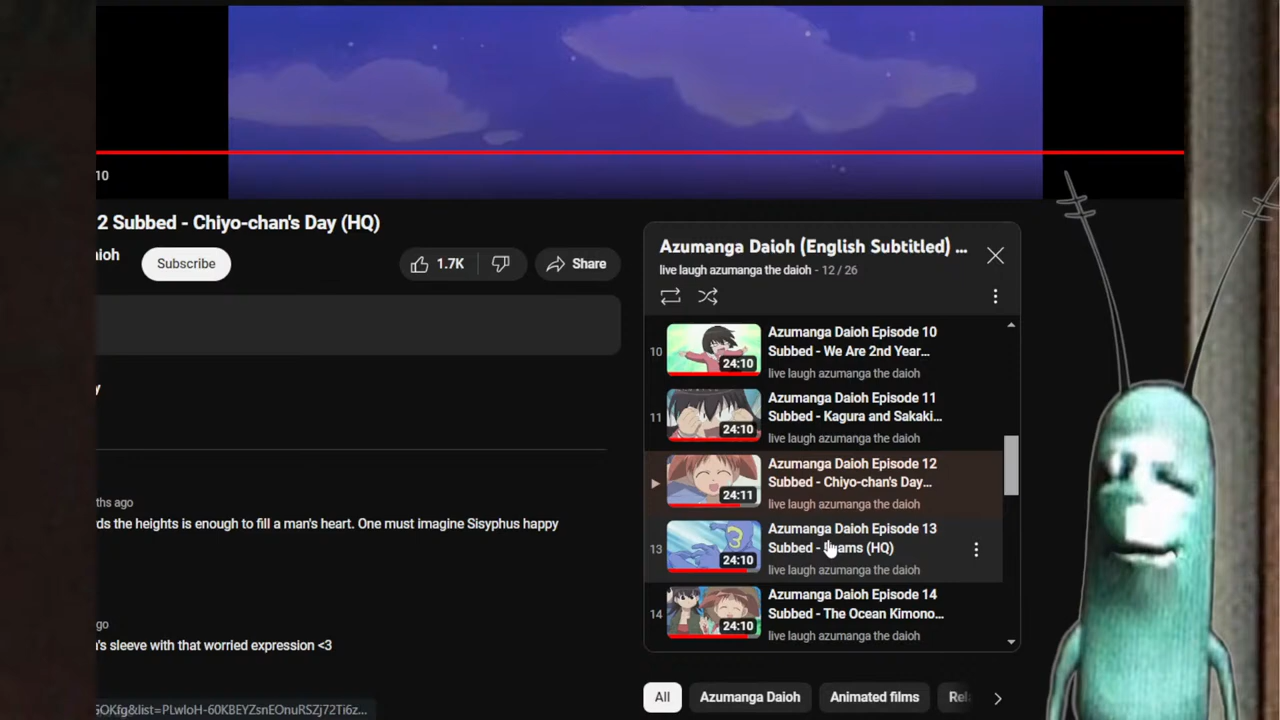 10
2 Subbed - Chiyo-chan's Day (HQ)
ioh
Subscribe
1.7K
Share
ths ago
rds the heights is enough to fill a man's heart. One must imagine Sisyphus happy
ago
's sleeve with that worried expression <3
Azumanga Daioh (English Subtitled) ...
live laugh azumanga the daioh - 12 / 26
10
24:10
Azumanga Daioh Episode 10
Subbed - We Are 2nd Year...
live laugh azumanga the daioh
11
24:10
Azumanga Daioh Episode 11
Subbed - Kagura and Sakaki...
live laugh azumanga the daioh
24:11
Azumanga Daioh Episode 12
Subbed - Chiyo-chan's Day...
live laugh azumanga the daioh
13
3
24:10
Azumanga Daioh Episode 13
Subbed - (HQ)
live laugh azumanga the daioh
14
24:10
Azumanga Daioh Episode 14
Subbed - The Ocean Kimono...
live laugh azumanga the daioh
All
Azumanga Daioh
Animated films
Rel